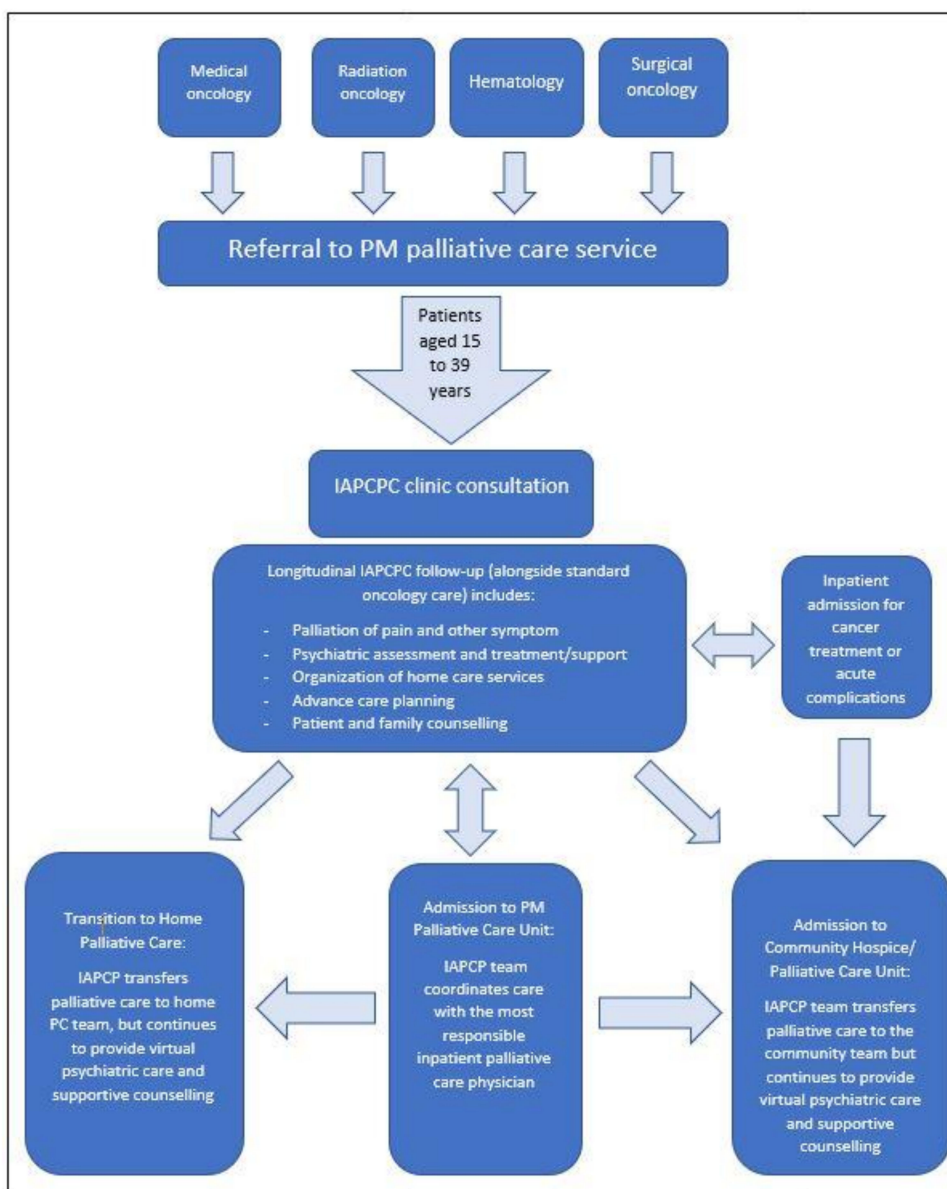 Medical
oncology
Radiation
oncology
Hematology
Surgical
oncology
Referral to PM palliative care service
Patients
aged 15
to 39
years
IAPCPC clinic consultation
Longitudinal IAPCPC follow-up (alongside standard
oncology care) includes:
- Palliation of pain and other symptom
- Psychiatric assessment and treatment/support
- Organization of home care services
- Advance care planning
- Patient and family counselling
Inpatient
admission for
cancer
treatment or
acute
complications
Transition to Home
Palliative Care:
IAPCP transfers
palliative care to home
PC team, but continues
to provide virtual
psychiatric care and
supportive counselling
Admission to PM
Palliative Care Unit:
IAPCP team
coordinates care
with the most
responsible
inpatient palliative
care physician
Admission to
Community Hospice/
Palliative Care Unit:
IAPCP team transfers
palliative care to the
community team but
continues to provide
virtual psychiatric care
and supportive
counselling